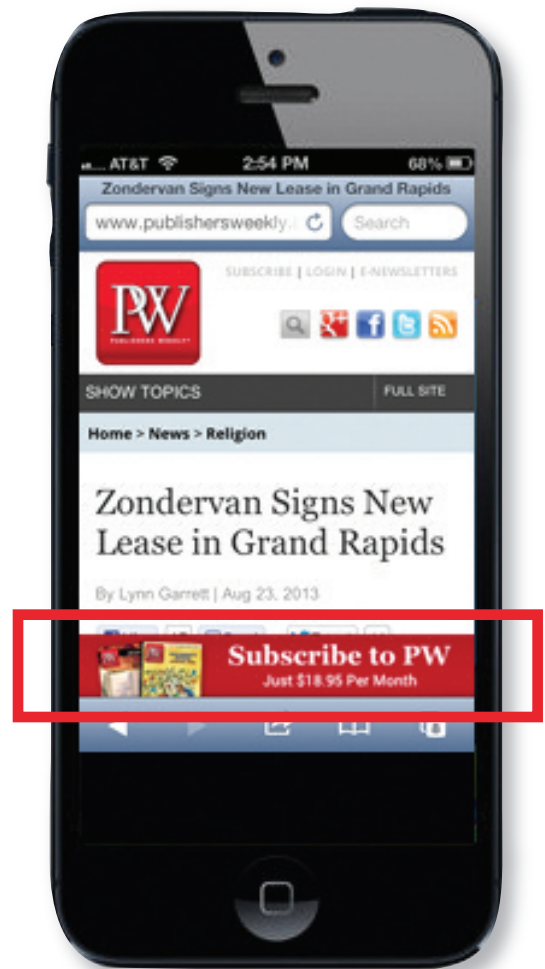 AT&T 2:54 PM 68%
Zondervan Signs New Lease in Grand Rapids
www.publishersweekly. Search
SUBSCRIBE | LOGIN | E-NEWSLETTERS
PW
PUBLISHERS WEEKLY
SHOW TOPICS FULL SITE
Home > News > Religion
Zondervan Signs New
Lease in Grand Rapids
By Lynn Garrett | Aug 23, 2013
Subscribe to PW
Just $18.95 Per Month